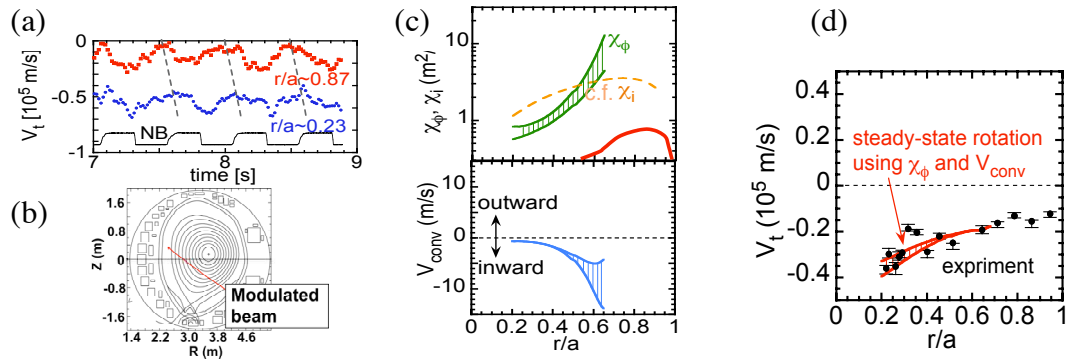 (a)
V_t [10^5 m/s]
0
-0.5
-1
r/a~0.87
r/a~0.23
NB
7
8
9
time [s]
(b)
Z (m)
1.6
0.8
0
-0.8
-1.6
Modulated
beam
1.4 2.2 3.0 3.8 4.6
R (m)
(c)
χ_ϕ, χ_i (m^2/
10
1
χ_ϕ
c.f. χ_i
V_conv (m/s)
0
-10
outward
inward
0 0.2 0.4 0.6 0.8 1
r/a
(d)
V_t (10^5 m/s)
0.4
0.2
0
-0.2
-0.4
steady-state rotation
using χ_ϕ and V_conv
experiment
0 0.2 0.4 0.6 0.8 1
r/a